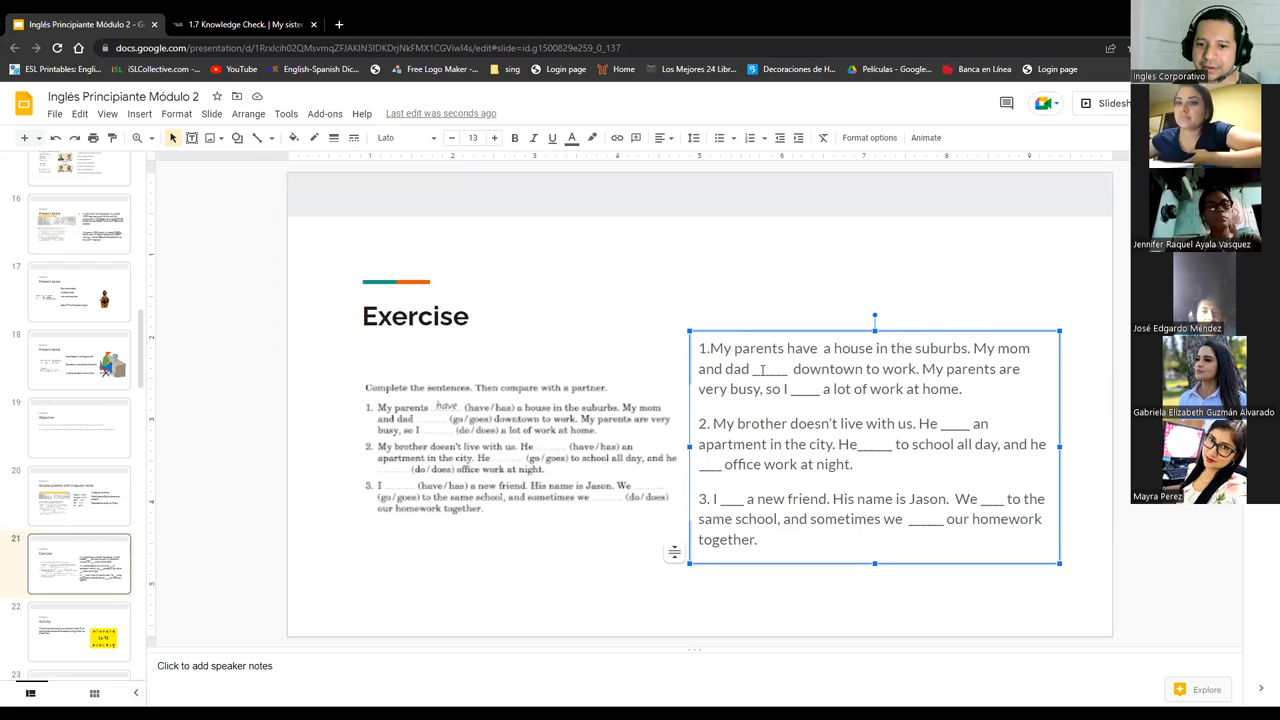 Inglés Principiante Módulo 2 - G
1.7 Knowledge Check. | My siste
docs.google.com/presentation/d/1Rrxlcih02QMsvmqZFJAKIN3IDKDrjNkFMX1CGViwI4s/edit#slide=id.g1500829e259_0_137
ESL Printables: Engli...
iSLCollective.com -...
YouTube
English-Spanish Dic...
Free Logo Maker -...
sing
Login page
Home
Los Mejores 24 Libr...
Decoraciones de H...
Películas - Google...
Banca en Línea
Login page
Inglés Principiante Módulo 2
File Edit View Insert Format Slide Arrange Tools Add-ons Help Last edit was seconds ago
Slidesh
Lato
13
Format options
Animate
16
17
18
19
20
21
22
23
Exercise
Complete the sentences. Then compare with a partner.
1. My parents have (have/has) a house in the suburbs. My mom
and dad (go/goes) downtown to work. My parents are very
busy, so I (do/does) a lot of work at home.
2. My brother doesn't live with us. He (have/has) an
apartment in the city. He (go/goes) to school all day, and he
(do/does) office work at night.
3. I (have/has) a new friend. His name is Jason. We
(go/goes) to the same school, and sometimes we (do/does)
our homework together.
1.My parents have a house in the suburbs. My mom
and dad _____ downtown to work. My parents are
very busy, so I ____ a lot of work at home.
2. My brother doesn't live with us. He ____ an
apartment in the city. He_____ to school all day, and he
___ office work at night.
3. I ____ a new friend. His name is Jason. We ____ to the
same school, and sometimes we _____ our homework
together.
Click to add speaker notes
Explore
Ingles Corporativo
Jennifer Raquel Ayala Vasquez
José Edgardo Méndez
Gabriela Elizabeth Guzmán Alvarado
Mayra Perez